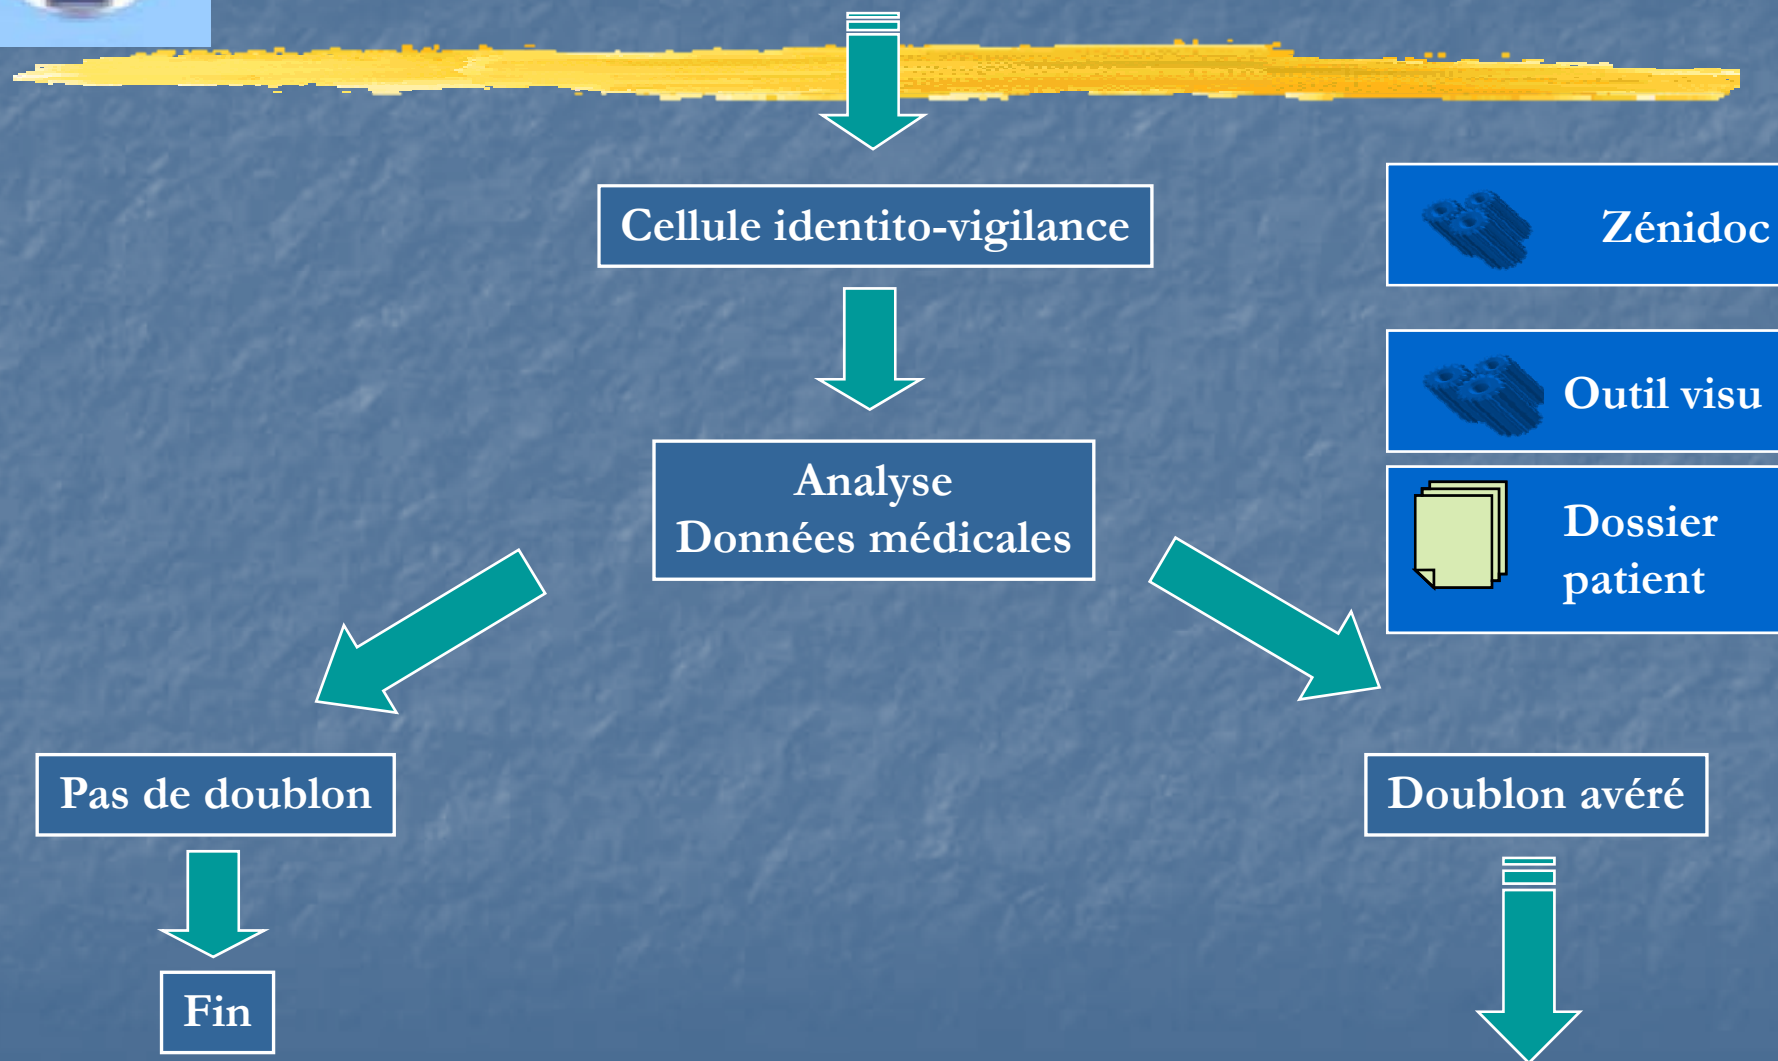 Cellule identito-vigilance
Zénidoc
Outil visu
Analyse
Données médicales
Dossier
patient
Pas de doublon
Doublon avéré
Fin